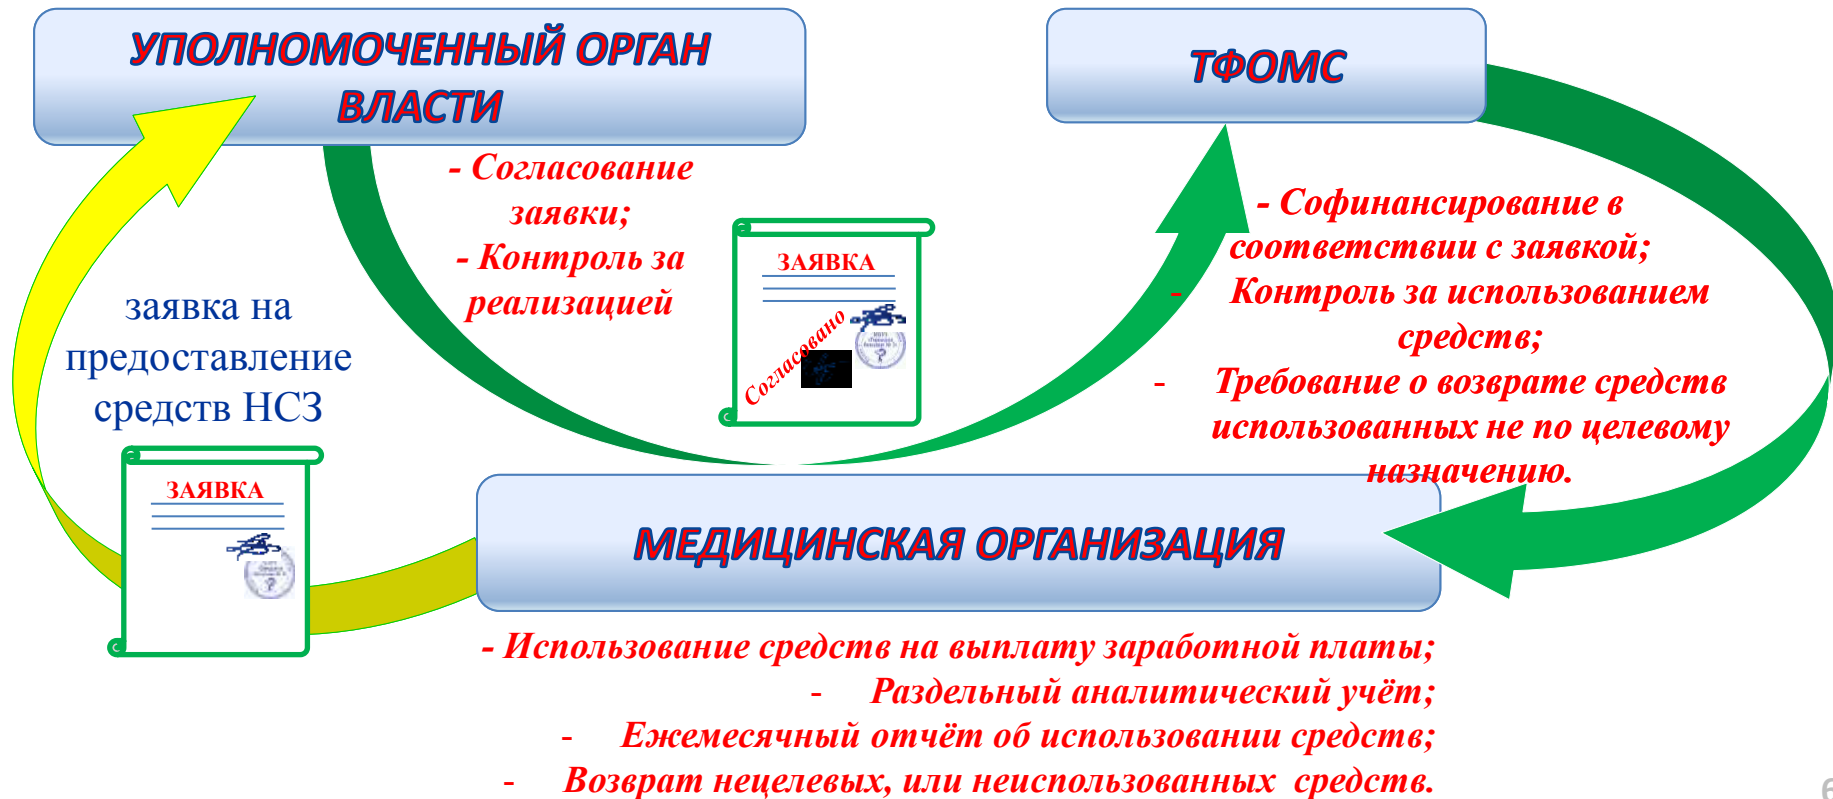 УПОЛНОМОЧЕННЫЙ ОРГАН
ВЛАСТИ
ТФОМС
- Согласование
заявки;
- Контроль за
реализацией
ЗАЯВКА
Согласовано
- Софинансирование в
соответствии с заявкой;
- Контроль за использованием
средств;
- Требование о возврате средств
использованных не по целевому
назначению.
заявка на
предоставление
средств НСЗ
ЗАЯВКА
МЕДИЦИНСКАЯ ОРГАНИЗАЦИЯ
- Использование средств на выплату заработной платы;
- Раздельный аналитический учёт;
- Ежемесячный отчёт об использовании средств;
- Возврат нецелевых, или неиспользованных средств.
6